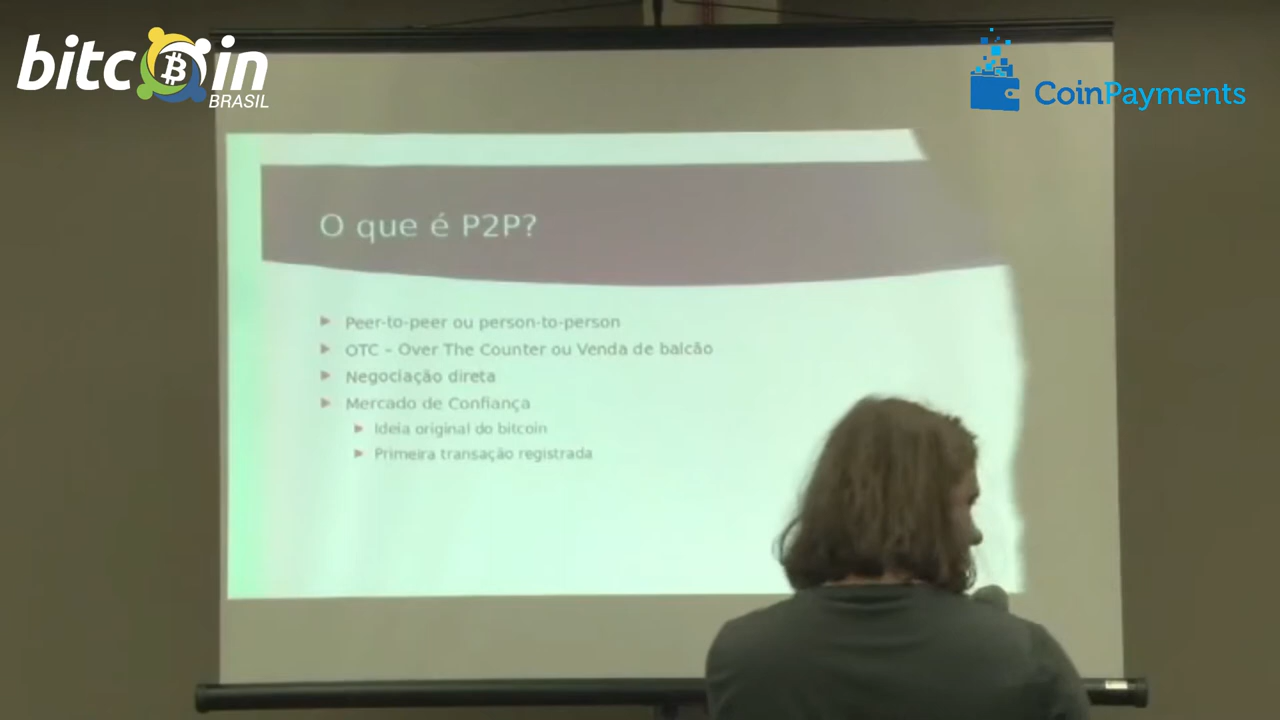 bitcoin
BRASIL
CoinPayments
O que é P2P?
Peer-to-peer ou person-to-person
OTC – Over The Counter ou Venda de balcão
Negociação direta
Mercado de Confiança
Ideia original do bitcoin
Primeira transação registrada